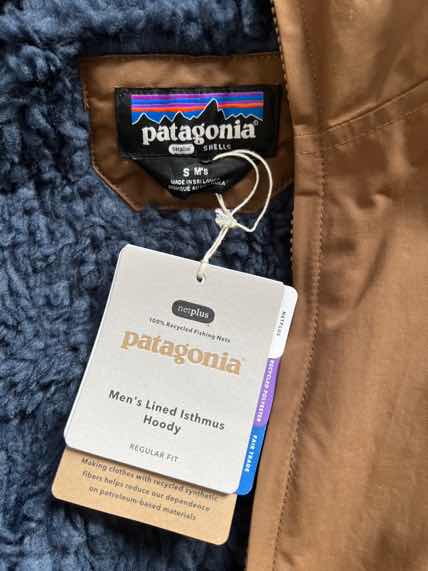 patagonia®
SHELLS
S M's
MADE IN SRI LANKA
netplus®
100% Recycled Fishing Nets
patagonia®
Men's Lined Isthmus
Hoody
REGULAR FIT
NETPLUS
RECYCLED POLYESTER
FAIR TRADE
Making clothes with recycled synthetic
fibers helps reduce our dependence
on petroleum-based materials